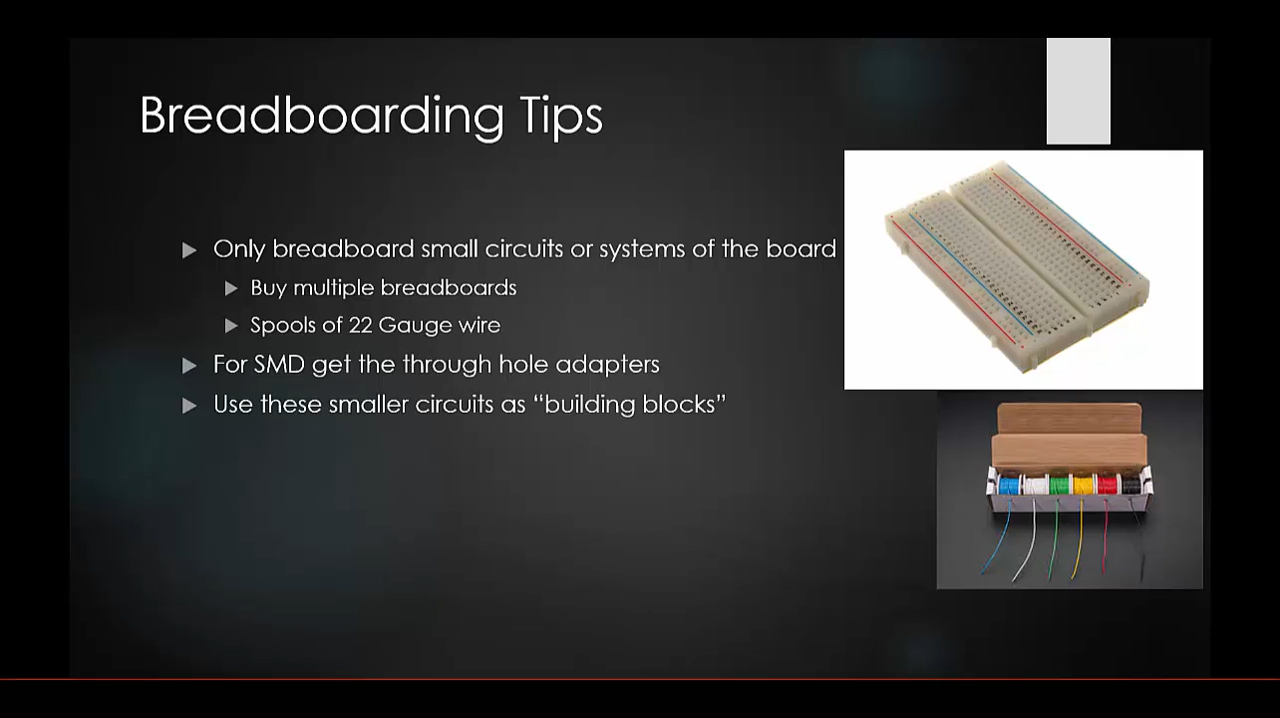 Breadboarding Tips
Only breadboard small circuits or systems of the board
Buy multiple breadboards
Spools of 22 Gauge wire
For SMD get the through hole adapters
Use these smaller circuits as “building blocks”